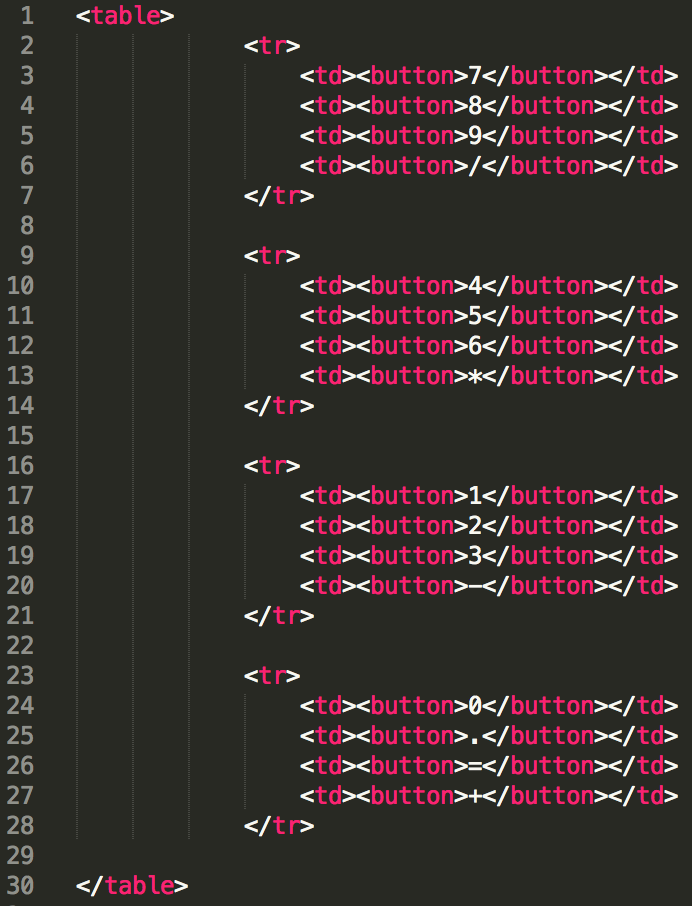 1 <table>
2 <tr>
3 <td><button>7</button></td>
4 <td><button>8</button></td>
5 <td><button>9</button></td>
6 <td><button>/</button></td>
7 </tr>
8
9 <tr>
10 <td><button>4</button></td>
11 <td><button>5</button></td>
12 <td><button>6</button></td>
13 <td><button>*</button></td>
14 </tr>
15
16 <tr>
17 <td><button>1</button></td>
18 <td><button>2</button></td>
19 <td><button>3</button></td>
20 <td><button>-</button></td>
21 </tr>
22
23 <tr>
24 <td><button>0</button></td>
25 <td><button>.</button></td>
26 <td><button>=</button></td>
27 <td><button>+</button></td>
28 </tr>
29
30 </table>